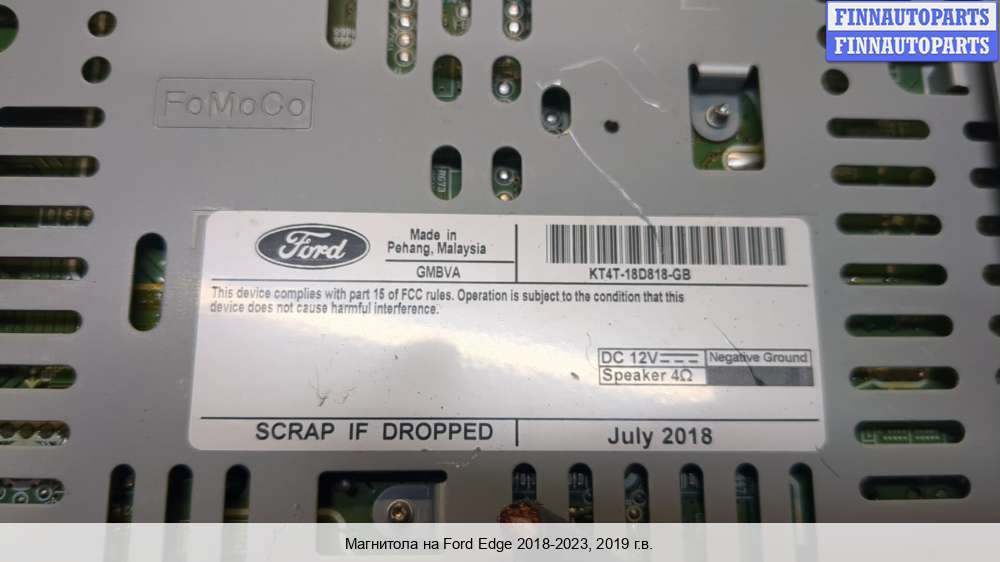 FINNAUTOPARTS
FINNAUTOPARTS
FoMoCo
Ford
Made in
Pehang, Malaysia
GMBVA
KT4T-18D818-GB
This device complies with part 15 of FCC rules. Operation is subject to the condition that this
device does not cause harmful interference.
DC 12V Negative Ground
Speaker 4Ω
SCRAP IF DROPPED
July 2018
Магнитола на Ford Edge 2018-2023, 2019 г.в.